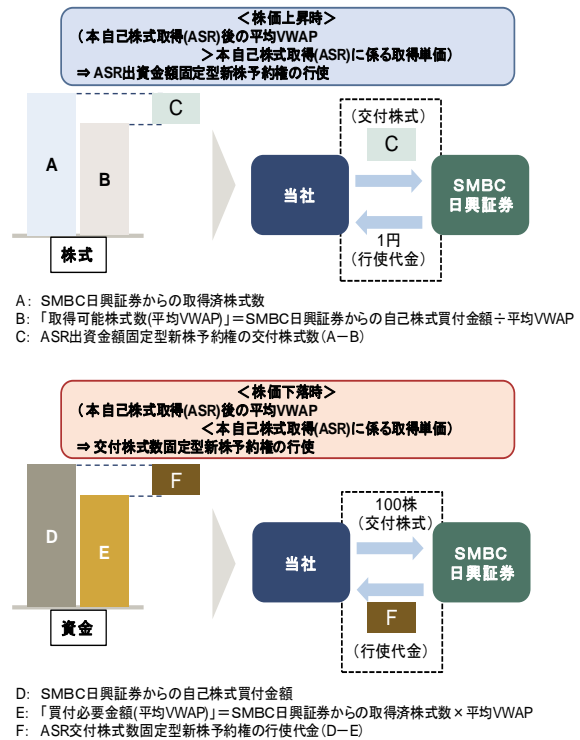 ＜株価上昇時＞
（本自己株式取得(ASR)後の平均VWAP
＞本自己株式取得(ASR)に係る取得単価）
⇒ ASR出資金額固定型新株予約権の行使
C
A
B
株式
（交付株式）
C
当社
SMBC
日興証券
1円
（行使代金）
A： SMBC日興証券からの取得済株式数
B： 「取得可能株式数(平均VWAP)」＝SMBC日興証券からの自己株式買付金額÷平均VWAP
C： ASR出資金額固定型新株予約権の交付株式数（A－B）
＜株価下落時＞
（本自己株式取得(ASR)後の平均VWAP
＜本自己株式取得(ASR)に係る取得単価）
⇒ 交付株式数固定型新株予約権の行使
F
D
E
資金
100株
（交付株式）
当社
SMBC
日興証券
F
（行使代金）
D： SMBC日興証券からの自己株式買付金額
E： 「買付必要金額(平均VWAP)」＝SMBC日興証券からの取得済株式数×平均VWAP
F： ASR交付株式数固定型新株予約権の行使代金（D－E）